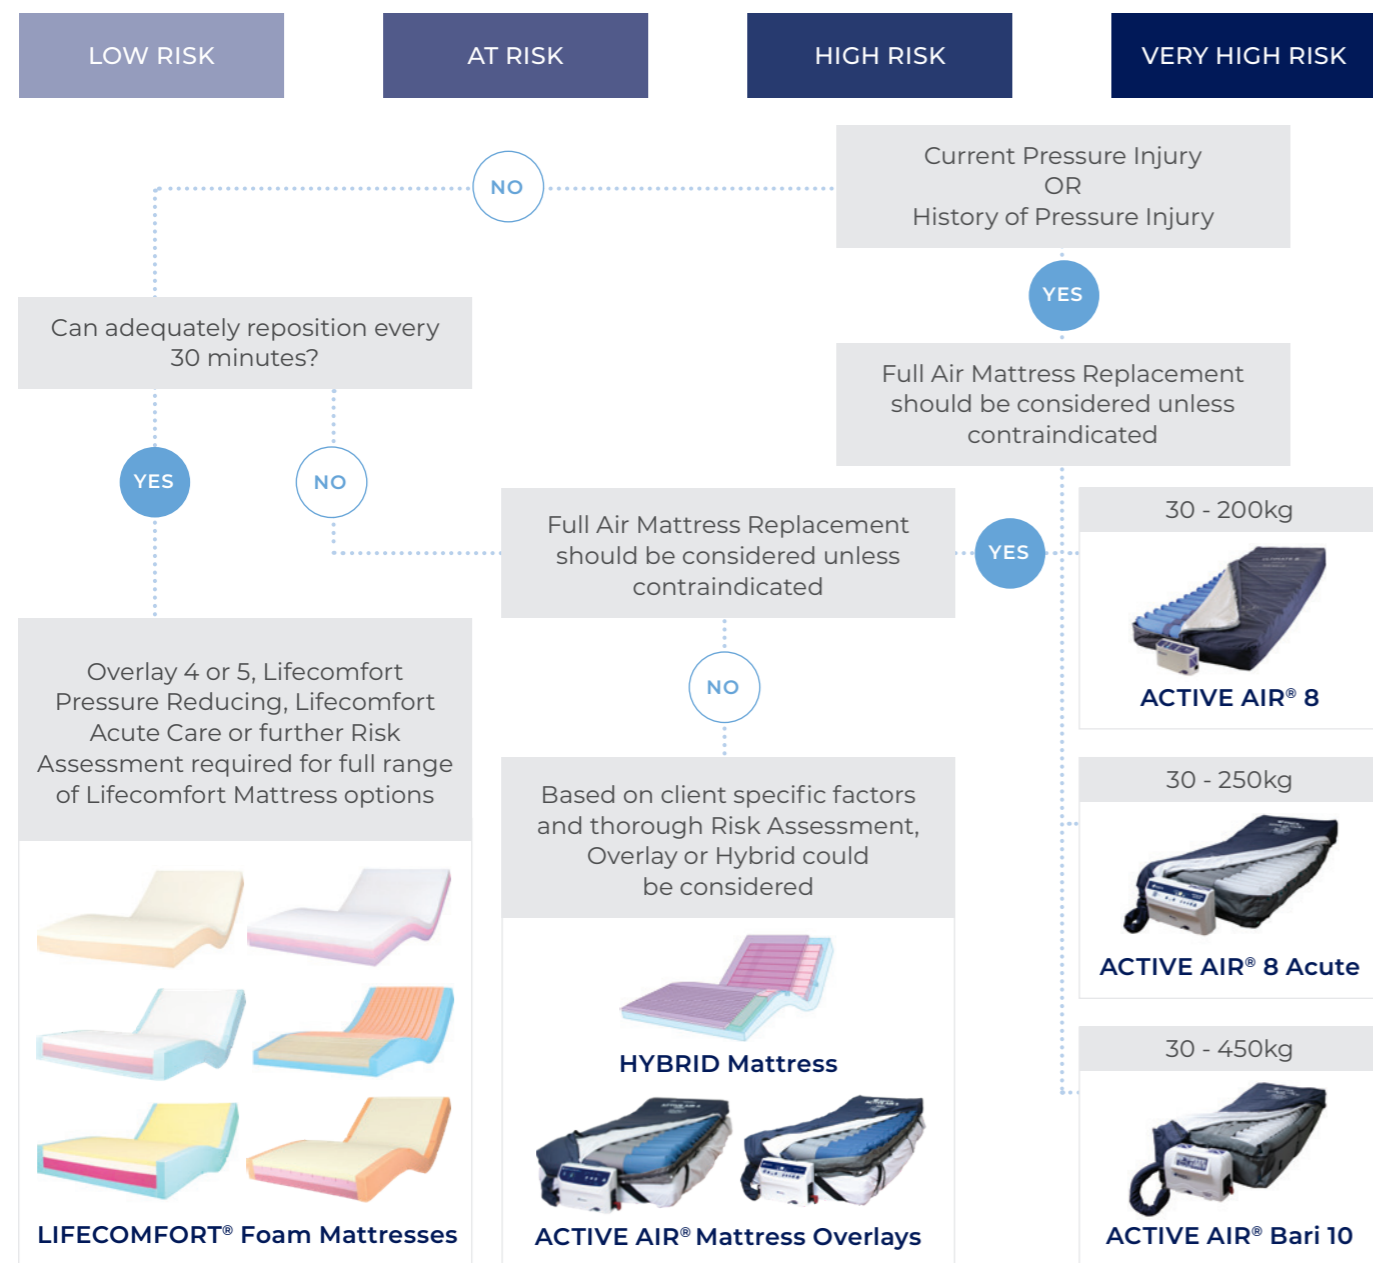 LOW RISK
AT RISK
HIGH RISK
VERY HIGH RISK
Current Pressure Injury
OR
History of Pressure Injury
NO
YES
Can adequately reposition every
30 minutes?
Full Air Mattress Replacement
should be considered unless
contraindicated
YES
NO
Full Air Mattress Replacement
should be considered unless
contraindicated
YES
NO
30 - 200kg
ACTIVE AIR® 8
Overlay 4 or 5, Lifecomfort
Pressure Reducing, Lifecomfort
Acute Care or further Risk
Assessment required for full range
of Lifecomfort Mattress options
Based on client specific factors
and thorough Risk Assessment,
Overlay or Hybrid could
be considered
30 - 250kg
ACTIVE AIR® 8 Acute
HYBRID Mattress
30 - 450kg
LIFECOMFORT® Foam Mattresses
ACTIVE AIR® Mattress Overlays
ACTIVE AIR® Bari 10